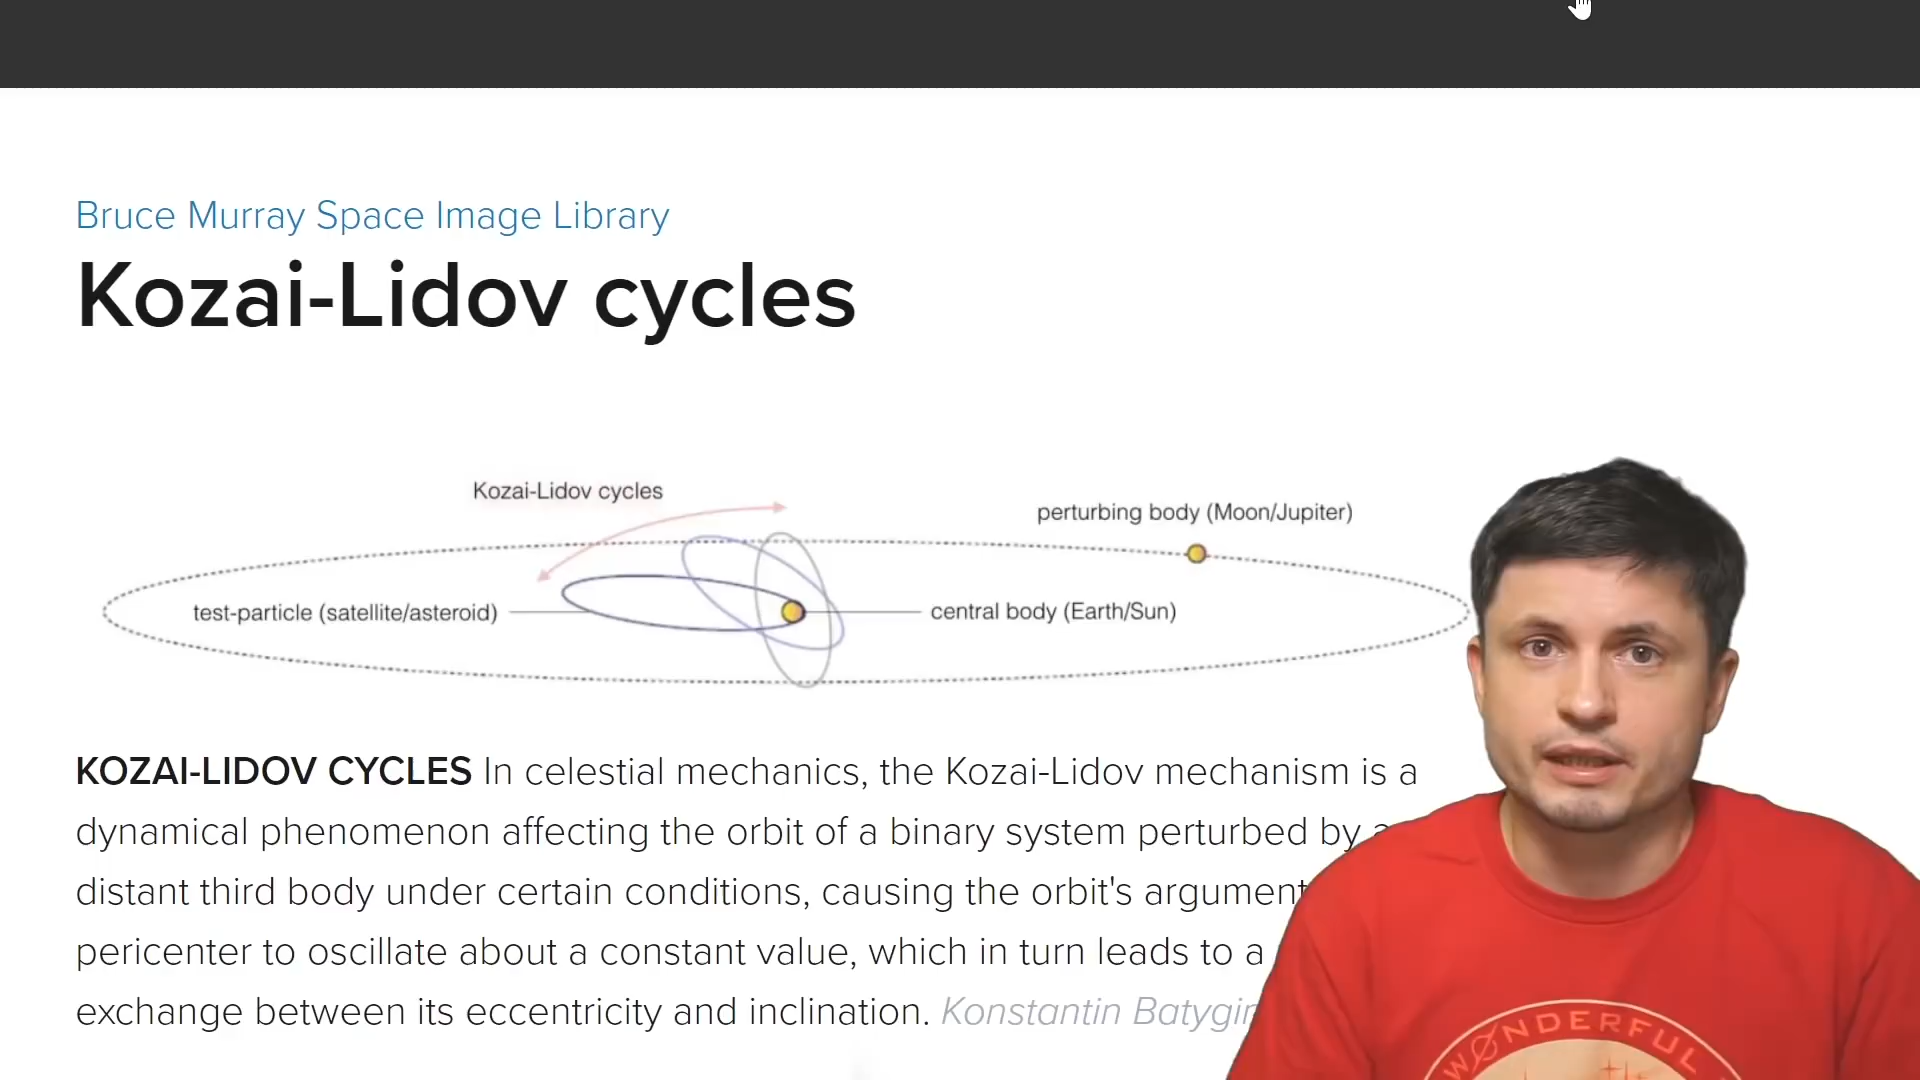 Bruce Murray Space Image Library
Kozai-Lidov cycles
Kozai-Lidov cycles
perturbing body (Moon/Jupiter)
test-particle (satellite/asteroid)
central body (Earth/Sun)
KOZAI-LIDOV CYCLES In celestial mechanics, the Kozai-Lidov mechanism is a
dynamical phenomenon affecting the orbit of a binary system perturbed by
distant third body under certain conditions, causing the orbit's argument
pericenter to oscillate about a constant value, which in turn leads to a
exchange between its eccentricity and inclination. Konstantin Batygin
WØNDERFUL